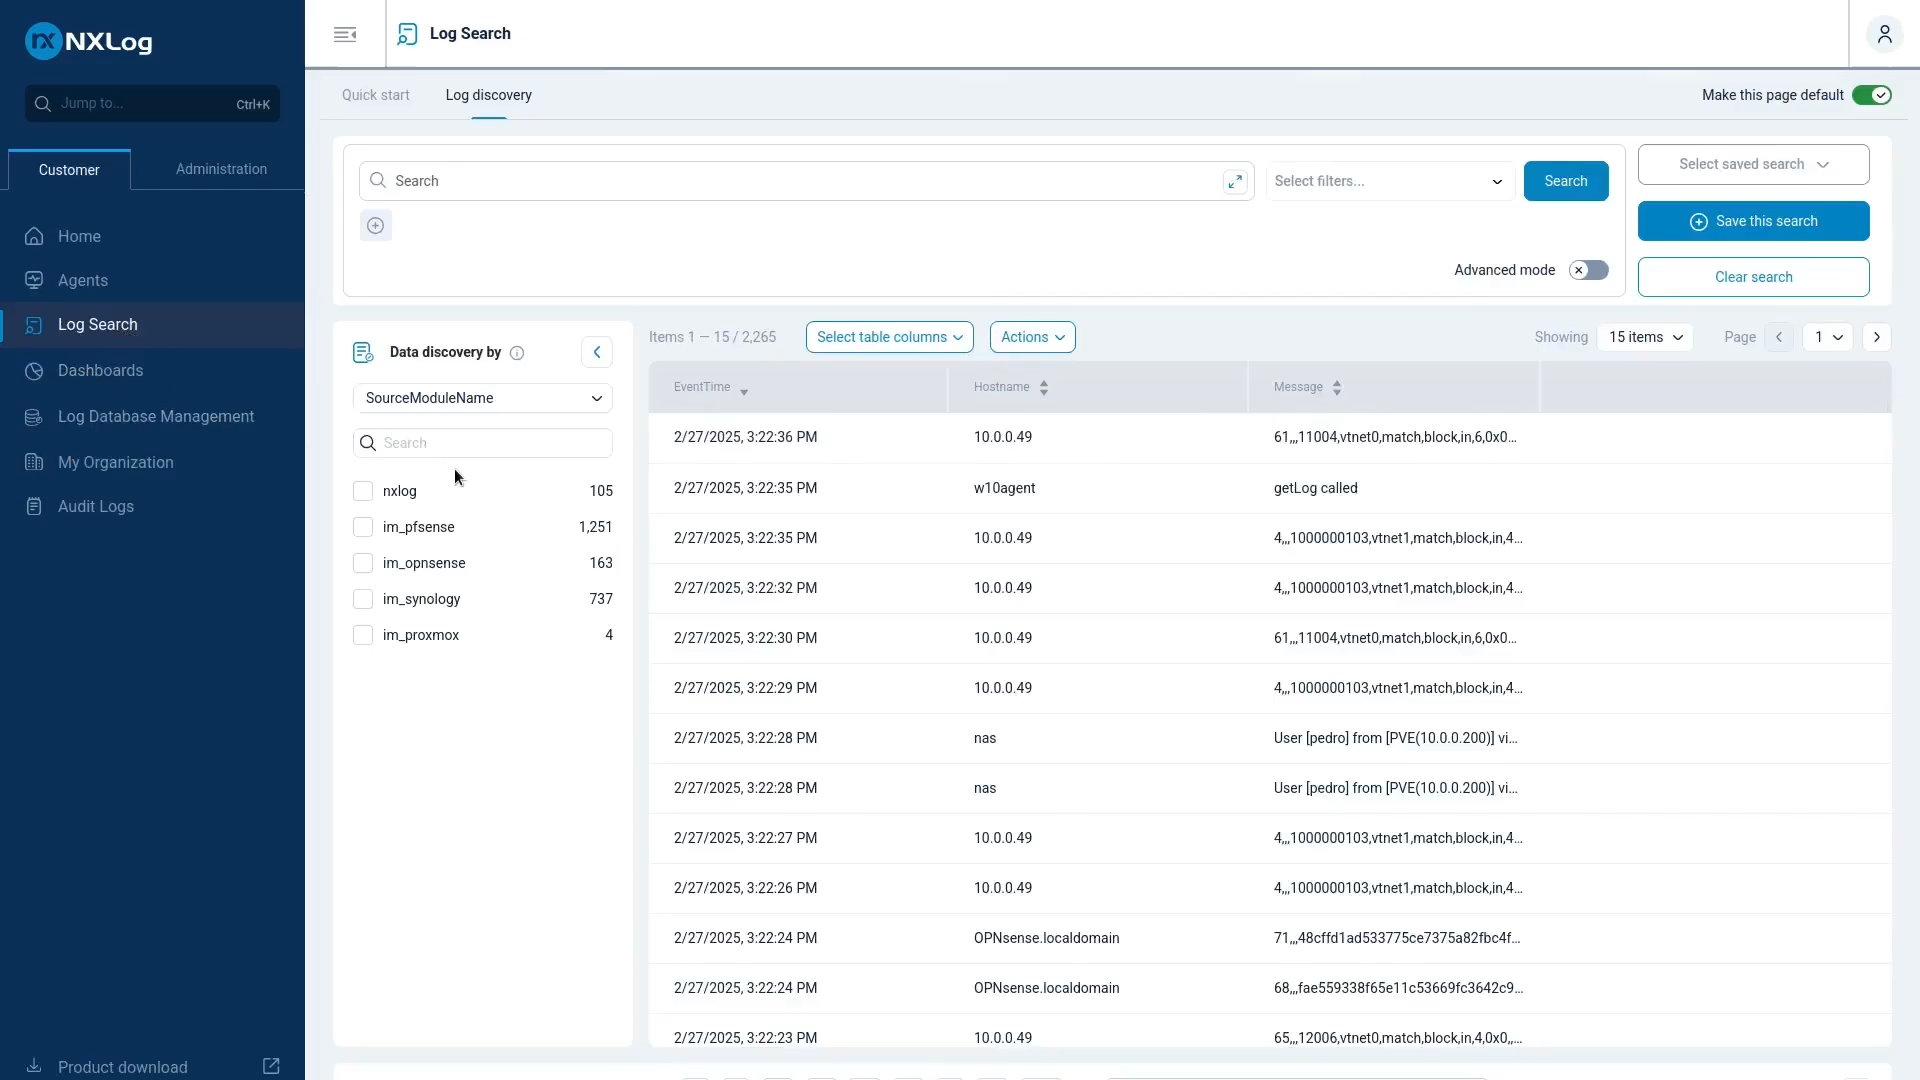 NXLog
Jump to... Ctrl+K
Customer Administration
Home
Agents
Log Search
Dashboards
Log Database Management
My Organization
Audit Logs
Product download
Log Search
Quick start Log discovery Make this page default
Search Select filters... Search
Advanced mode
Select saved search
Save this search
Clear search
Data discovery by
SourceModuleName
Search
nxlog 105
im_pfsense 1,251
im_opnsense 163
im_synology 737
im_proxmox 4
Items 1 — 15 / 2,265 Select table columns Actions Showing 15 items Page 1
EventTime Hostname Message
2/27/2025, 3:22:36 PM 10.0.0.49 61,,,11004,vtnet0,match,block,in,6,0x0...
2/27/2025, 3:22:35 PM w10agent getLog called
2/27/2025, 3:22:35 PM 10.0.0.49 4,,,1000000103,vtnet1,match,block,in,4...
2/27/2025, 3:22:32 PM 10.0.0.49 4,,,1000000103,vtnet1,match,block,in,4...
2/27/2025, 3:22:30 PM 10.0.0.49 61,,,11004,vtnet0,match,block,in,6,0x0...
2/27/2025, 3:22:29 PM 10.0.0.49 4,,,1000000103,vtnet1,match,block,in,4...
2/27/2025, 3:22:28 PM nas User [pedro] from [PVE(10.0.0.200)] vi...
2/27/2025, 3:22:28 PM nas User [pedro] from [PVE(10.0.0.200)] vi...
2/27/2025, 3:22:27 PM 10.0.0.49 4,,,1000000103,vtnet1,match,block,in,4...
2/27/2025, 3:22:26 PM 10.0.0.49 4,,,1000000103,vtnet1,match,block,in,4...
2/27/2025, 3:22:24 PM OPNsense.localdomain 71,,,48cffd1ad533775ce7375a82fbc4f...
2/27/2025, 3:22:24 PM OPNsense.localdomain 68,,,fae559338f65e11c53669fc3642c9...
2/27/2025, 3:22:23 PM 10.0.0.49 65,,,12006,vtnet0,match,block,in,4,0x0,,...